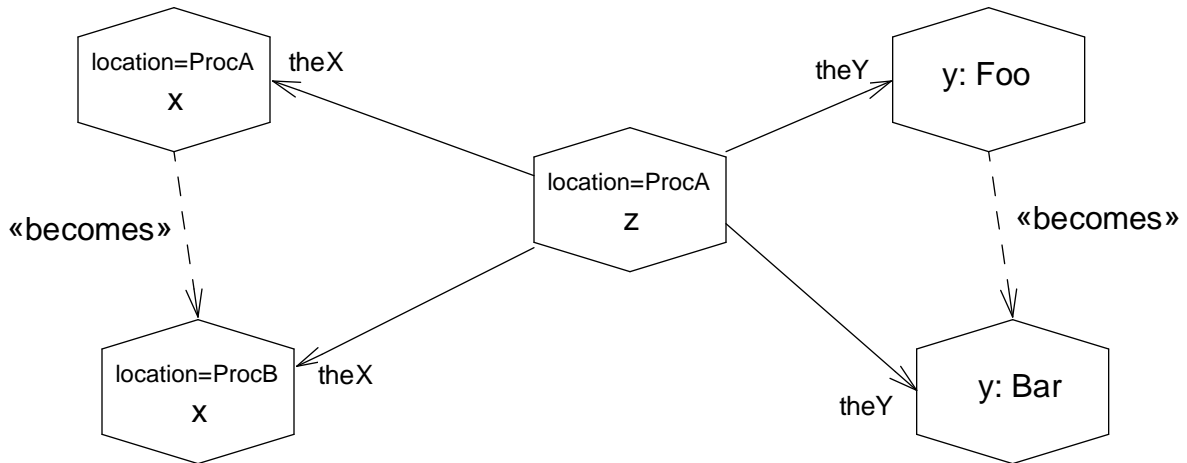 location=ProcA
x
theX
theY
y: Foo
location=ProcA
z
«becomes»
«becomes»
location=ProcB
x
theX
theY
y: Bar